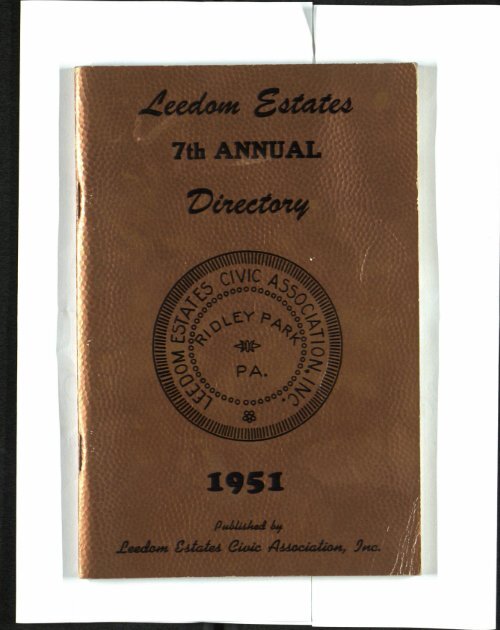 Leedom Estates
7th ANNUAL
Directory
LEEDOM ESTATES CIVIC ASSOCIATION, INC.
RIDLEY PARK
PA.
1951
Published by
Leedom Estates Civic Association, Inc.